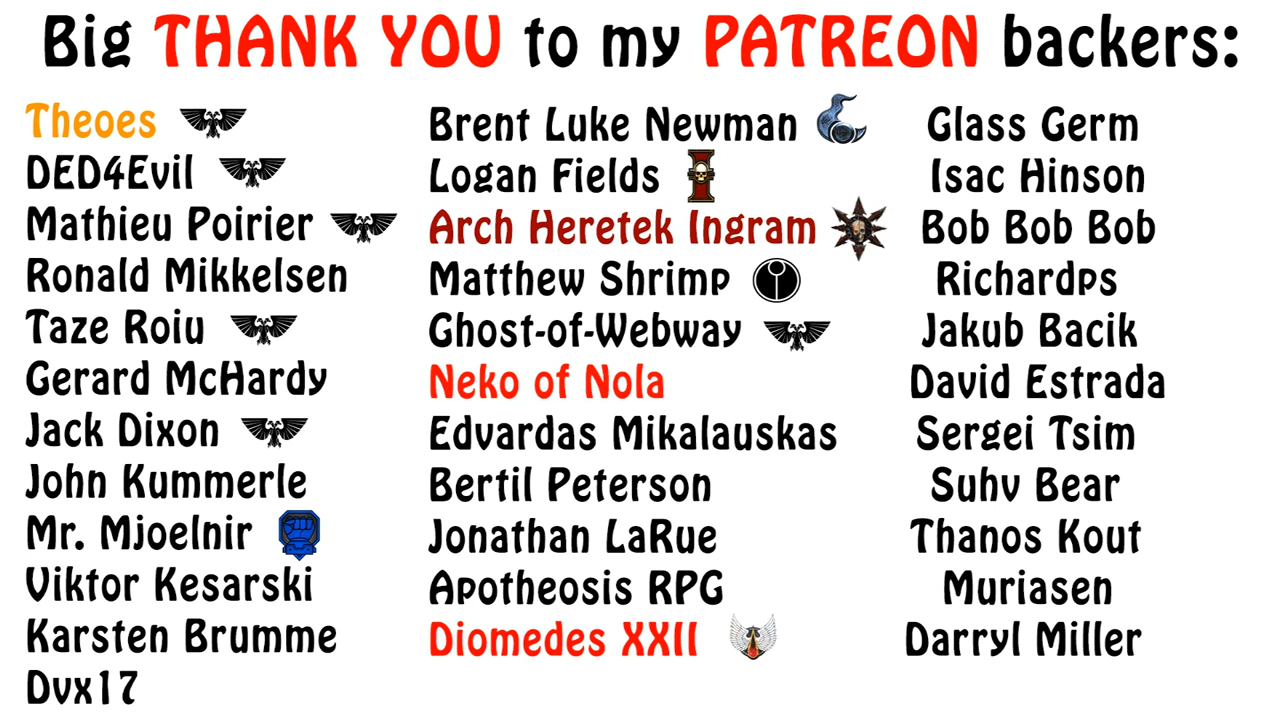 Big THANK YOU to my PATREON backers:
Theoes
DED4Evil
Mathieu Poirier
Ronald Mikkelsen
Taze Roiu
Gerard McHardy
Jack Dixon
John Kummerle
Mr. Mjoelnir
Viktor Kesarski
Karsten Brumme
Dvx17
Brent Luke Newman
Logan Fields
Arch Heretek Ingram
Matthew Shrimp
Ghost-of-Webway
Neko of Nola
Edvardas Mikalauskas
Bertil Peterson
Jonathan LaRue
Apotheosis RPG
Diomedes XXII
Glass Germ
Isac Hinson
Bob Bob Bob
Richardps
Jakub Bacik
David Estrada
Sergei Tsim
Suhv Bear
Thanos Kout
Muriasen
Darryl Miller